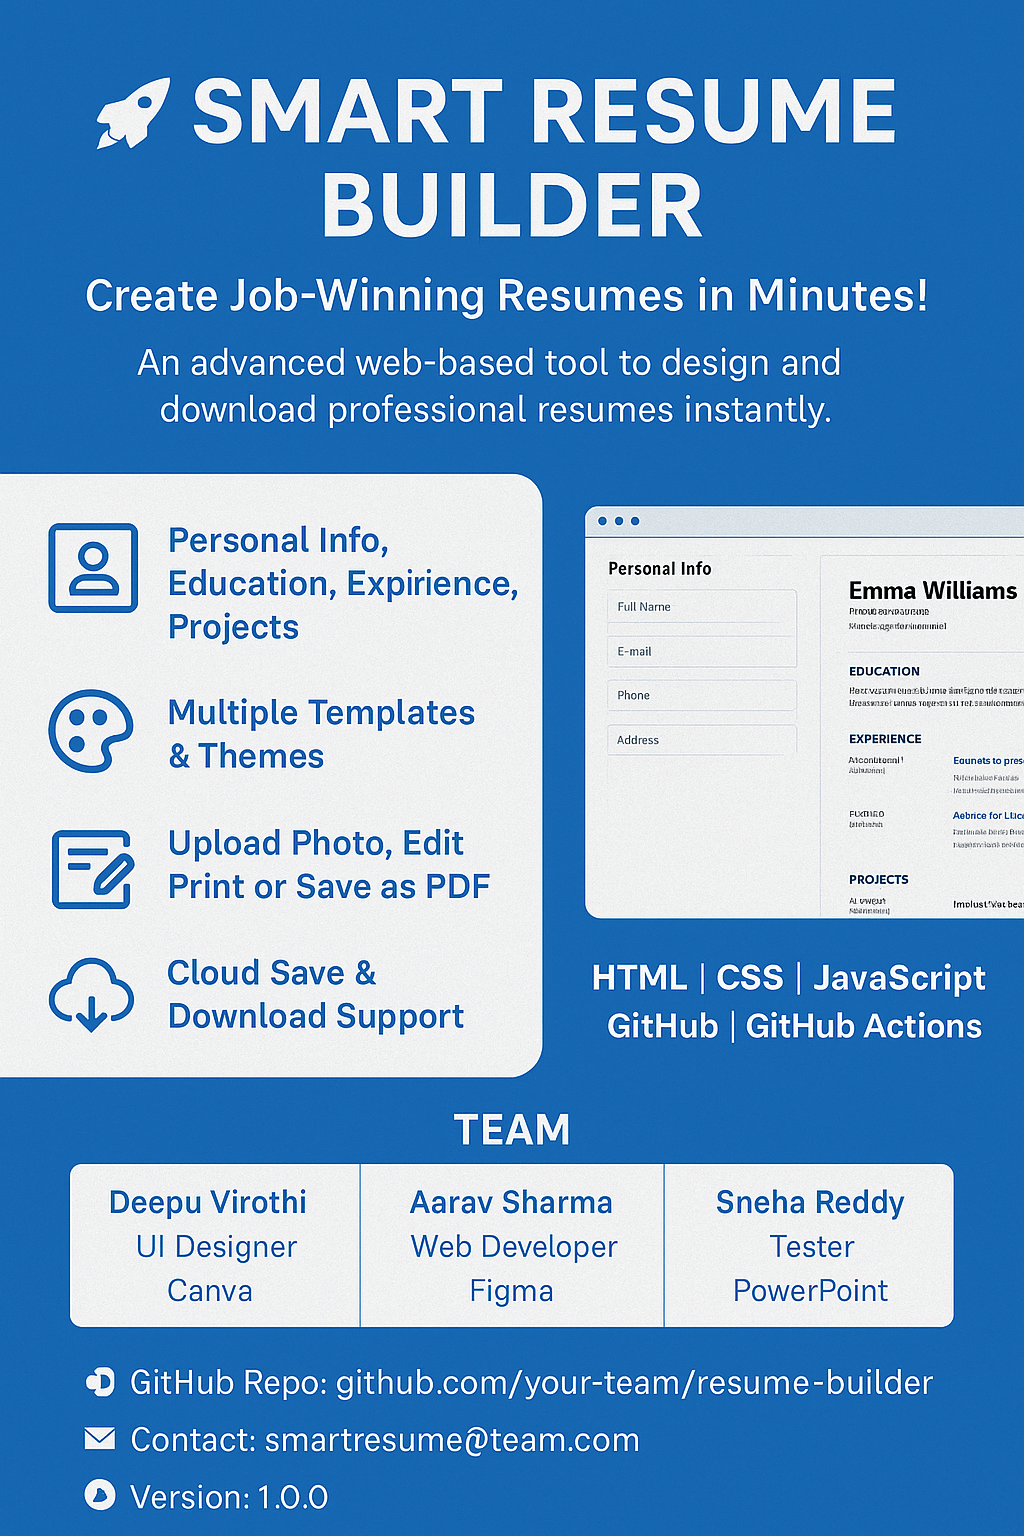 SMART RESUME
BUILDER
Create Job-Winning Resumes in Minutes!
An advanced web-based tool to design and
download professional resumes instantly.
Personal Info,
Education, Expirience,
Projects
Multiple Templates
& Themes
Upload Photo, Edit
Print or Save as PDF
Cloud Save &
Download Support
Personal Info
Full Name
E-mail
Phone
Address
Emma Williams
EDUCATION
EXPERIENCE
PROJECTS
HTML | CSS | JavaScript
GitHub | GitHub Actions
TEAM
Deepu Virothi
UI Designer
Canva
Aarav Sharma
Web Developer
Figma
Sneha Reddy
Tester
PowerPoint
GitHub Repo: github.com/your-team/resume-builder
Contact: smartresume@team.com
Version: 1.0.0